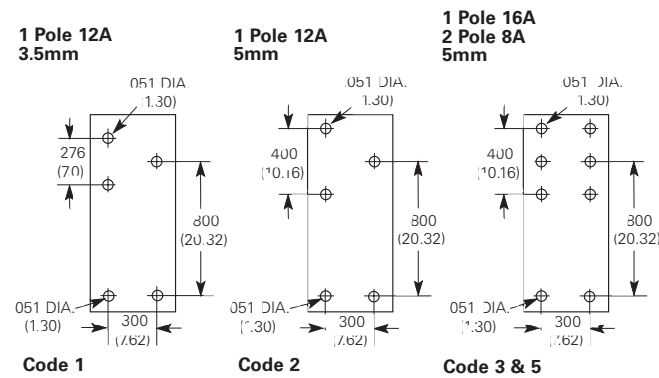 1 Pole 12A
3.5mm
.051 DIA.
(1.30)
276
(7.0)
800
(20.32)
051 DIA.
(1.30)
300
(7.62)
Code 1
1 Pole 12A
5mm
.051 DIA.
1.30)
400
(10.16)
800
(20.32)
051 DIA.
(1.30)
300
(7.62)
Code 2
1 Pole 16A
2 Pole 8A
5mm
.051 DIA.
1.30)
400
(10.16)
800
(20.32)
051 DIA.
(1.30)
300
(7.62)
Code 3 & 5